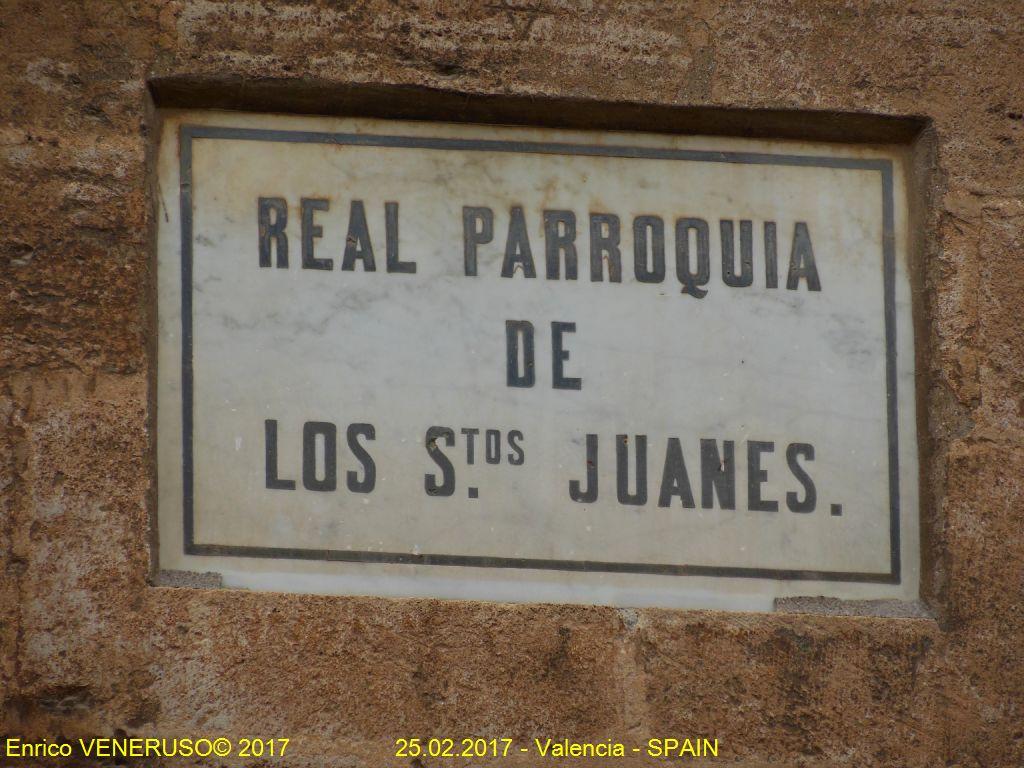 REAL PARROQUIA
DE
LOS S.TOS JUANES.
Enrico VENERUSO© 2017 25.02.2017 - Valencia - SPAIN